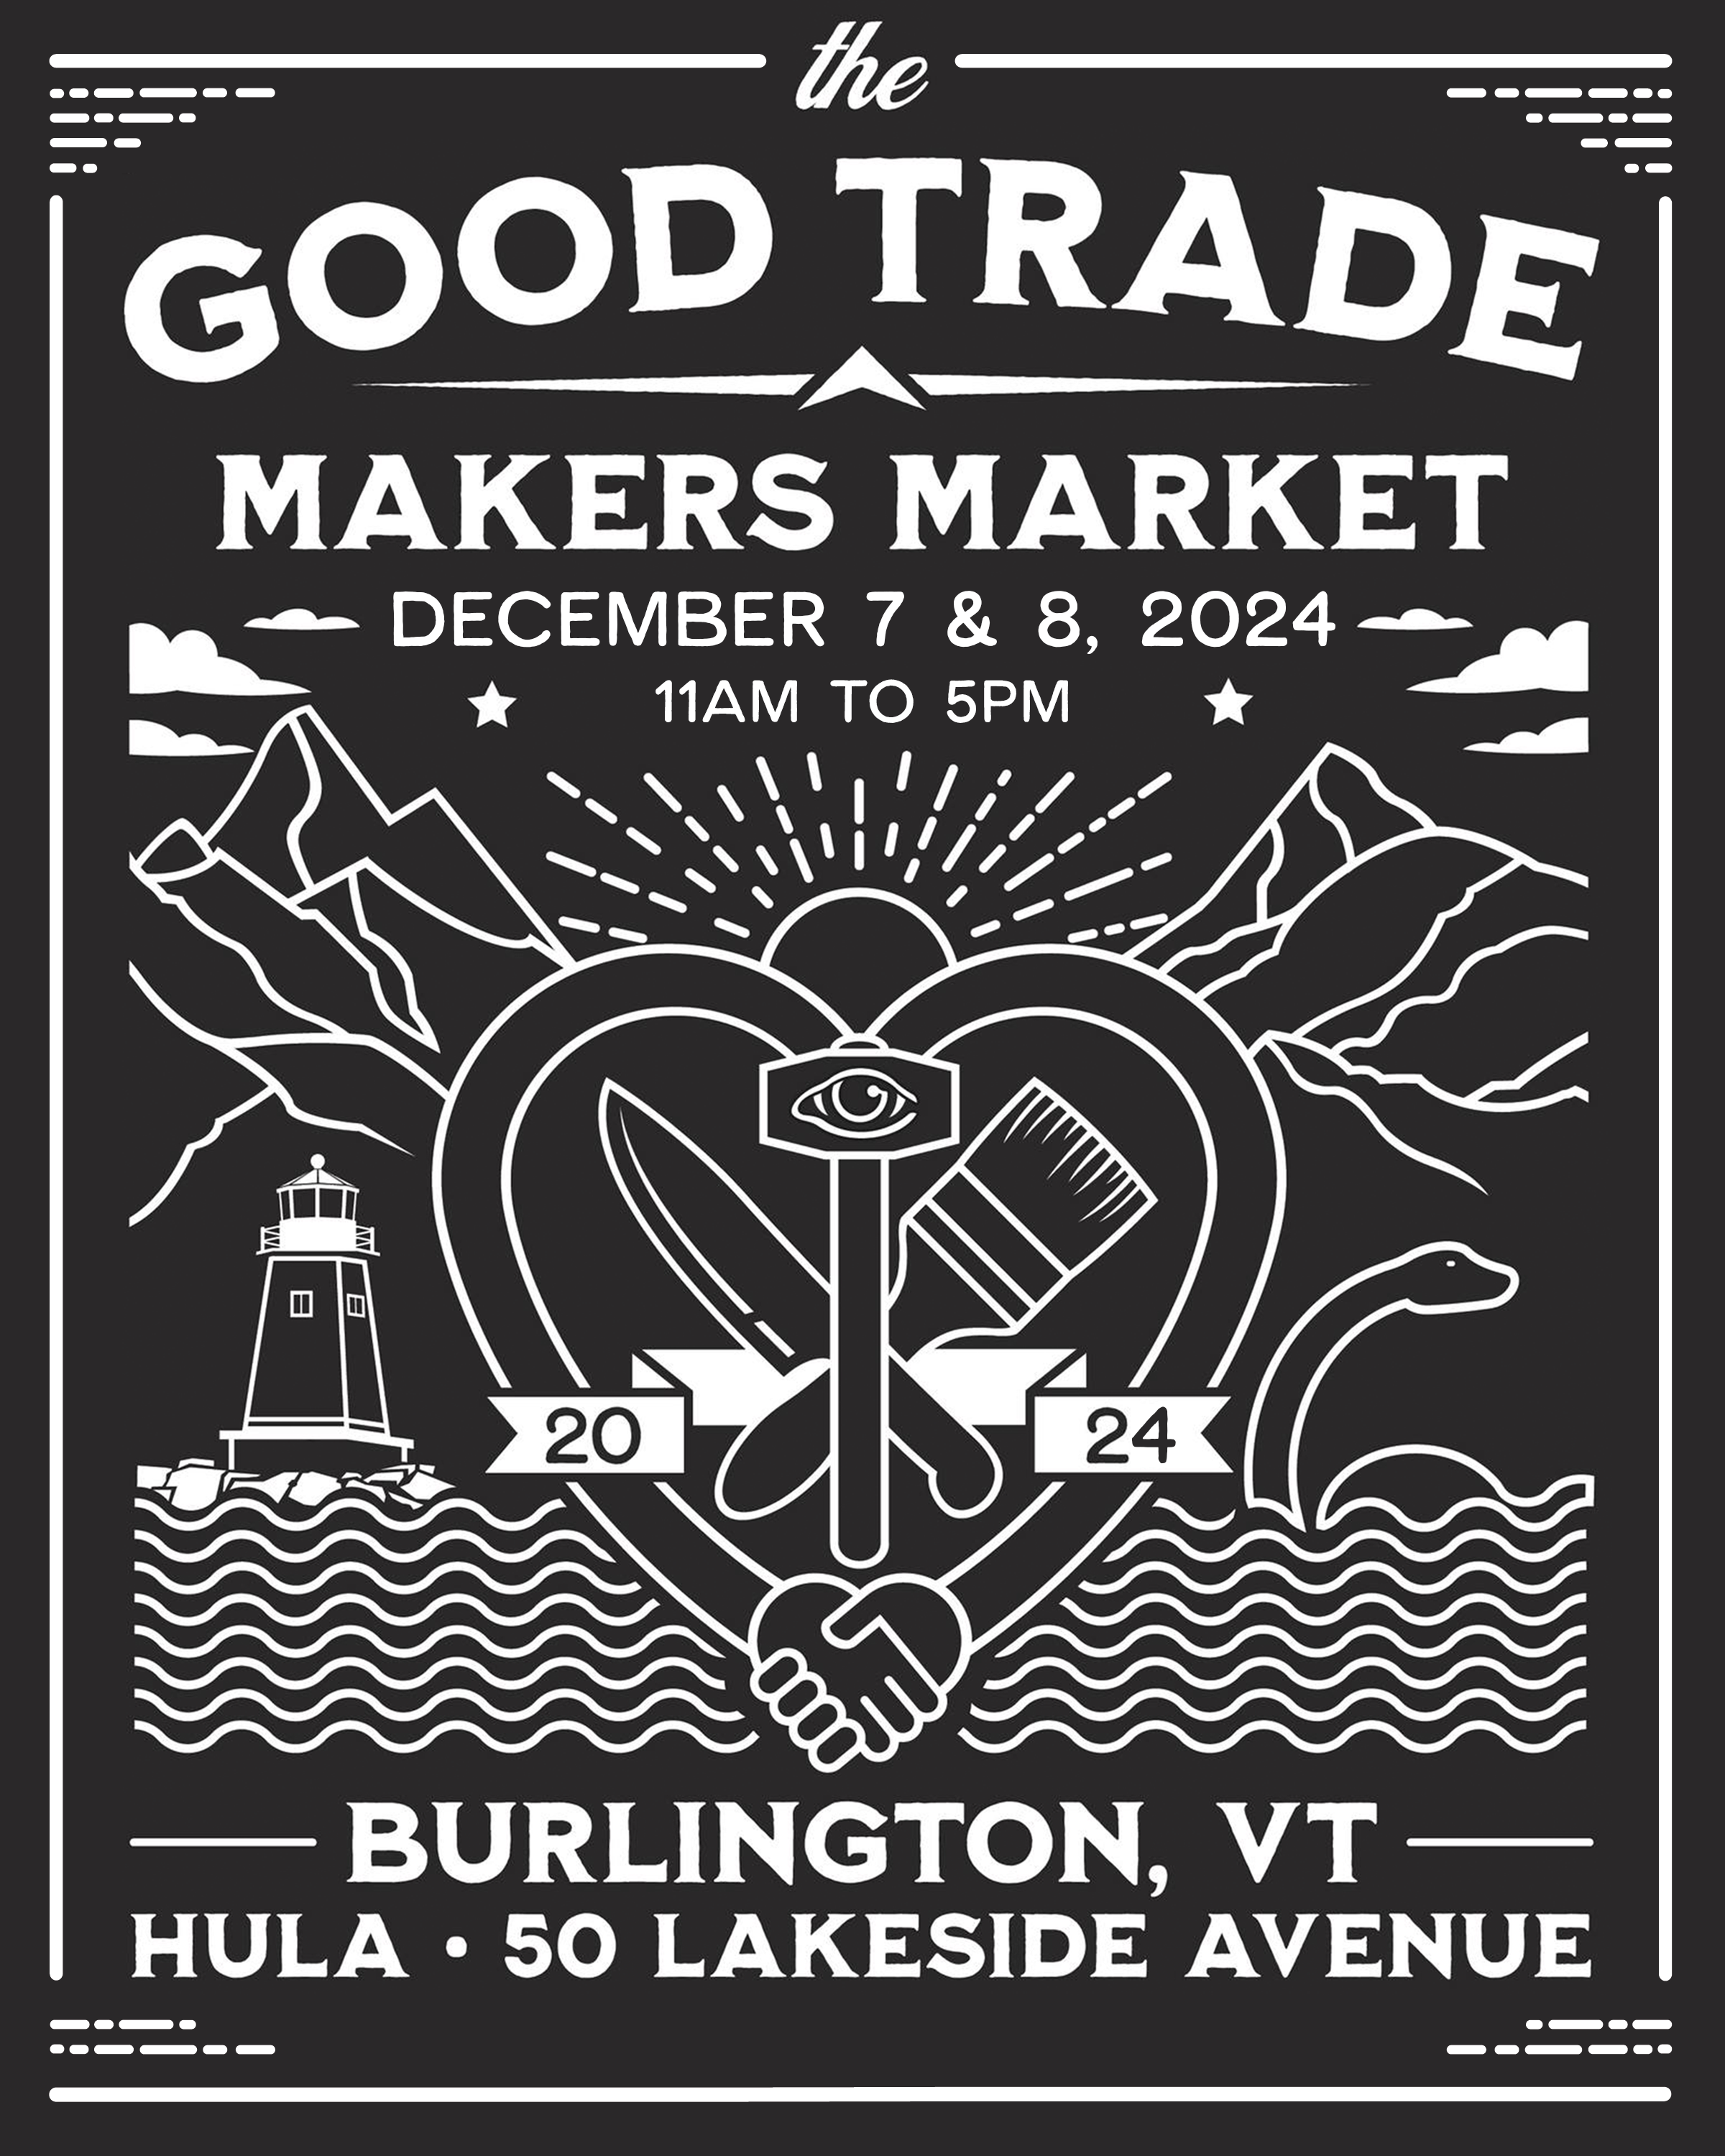 the
GOOD TRADE
MAKERS MARKET
DECEMBER 7 & 8, 2024
11AM TO 5PM
20 24
BURLINGTON, VT
HULA • 50 LAKESIDE AVENUE